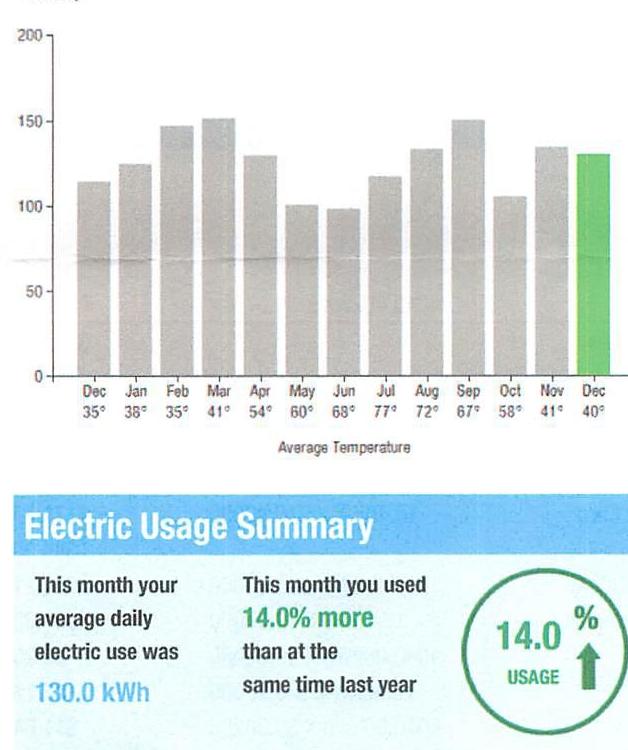 200
150
100
50
0
Dec Jan Feb Mar Apr May Jun Jul Aug Sep Oct Nov Dec
35° 38° 35° 41° 54° 60° 68° 77° 72° 67° 58° 41° 40°
Average Temperature
Electric Usage Summary
This month your
average daily
electric use was
130.0 kWh
This month you used
14.0% more
than at the
same time last year
14.0 %
USAGE